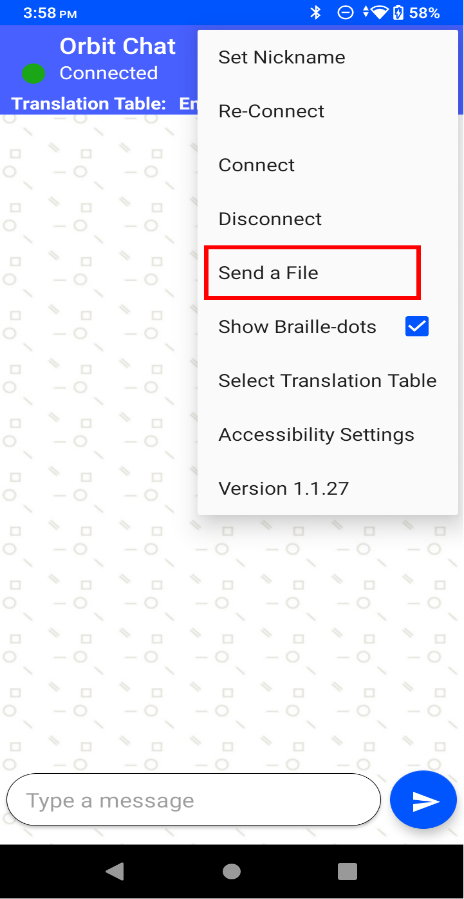 3:58 PM
58%
Orbit Chat
Connected
Translation Table: En
Set Nickname
Re-Connect
Connect
Disconnect
Send a File
Show Braille-dots
Select Translation Table
Accessibility Settings
Version 1.1.27
Type a message